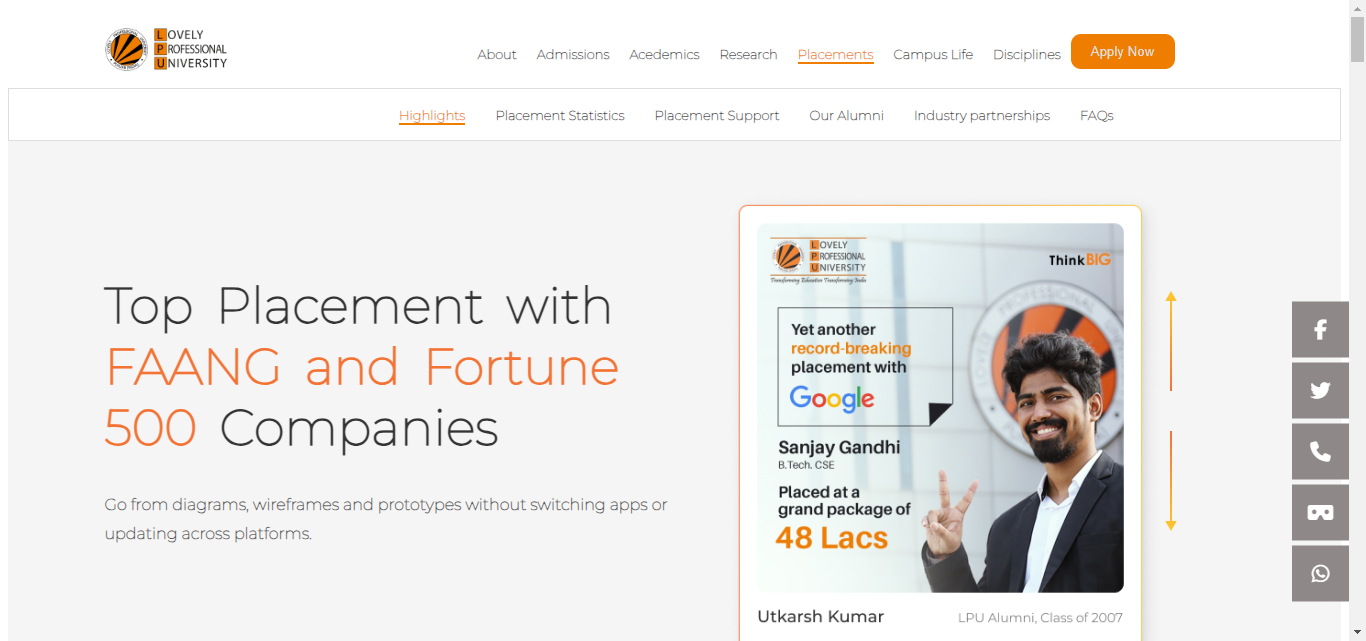 LOVELY
PROFESSIONAL
UNIVERSITY
About Admissions Acedemics Research Placements Campus Life Disciplines Apply Now
Highlights Placement Statistics Placement Support Our Alumni Industry partnerships FAQs
Top Placement with
FAANG and Fortune
500 Companies
Go from diagrams, wireframes and prototypes without switching apps or
updating across platforms.
LOVELY
PROFESSIONAL
UNIVERSITY
Transforming Education Transforming India
ThinkBIG
Yet another
record-breaking
placement with
Google
Sanjay Gandhi
B.Tech. CSE
Placed at a
grand package of
48 Lacs
Utkarsh Kumar LPU Alumni, Class of 2007